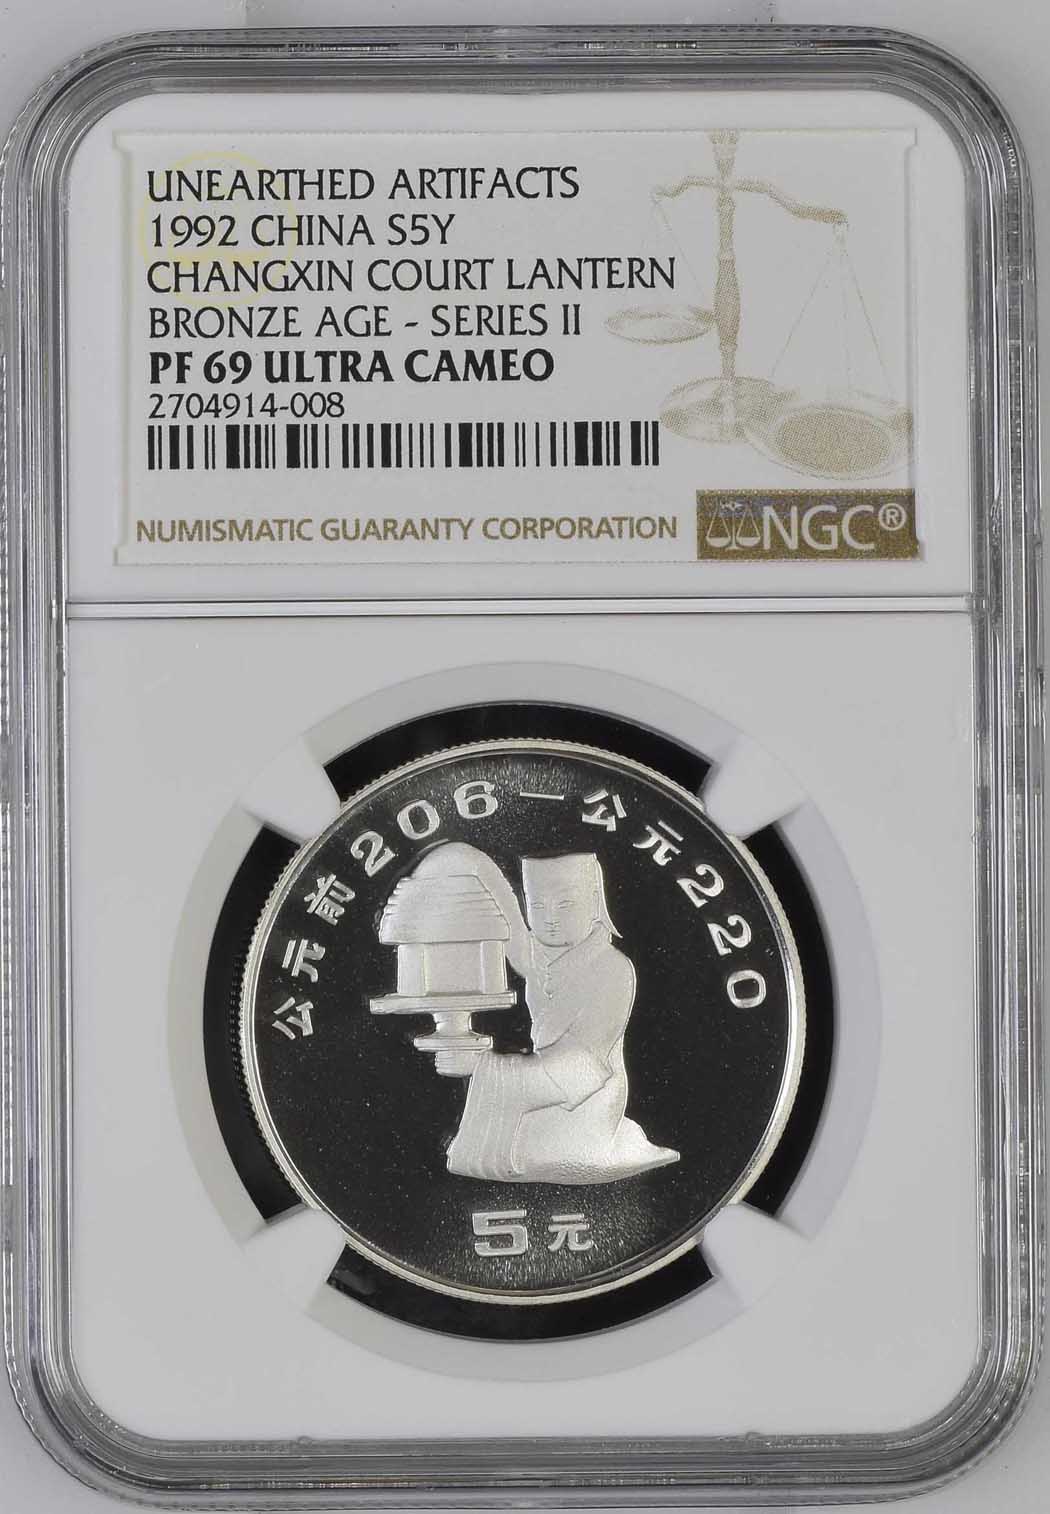 UNEARTHED ARTIFACTS
1992 CHINA S5Y
CHANGXIN COURT LANTERN
BRONZE AGE - SERIES II
PF 69 ULTRA CAMEO
2704914-008
NUMISMATIC GUARANTY CORPORATION
NGC®
公元前206—公元220
5元